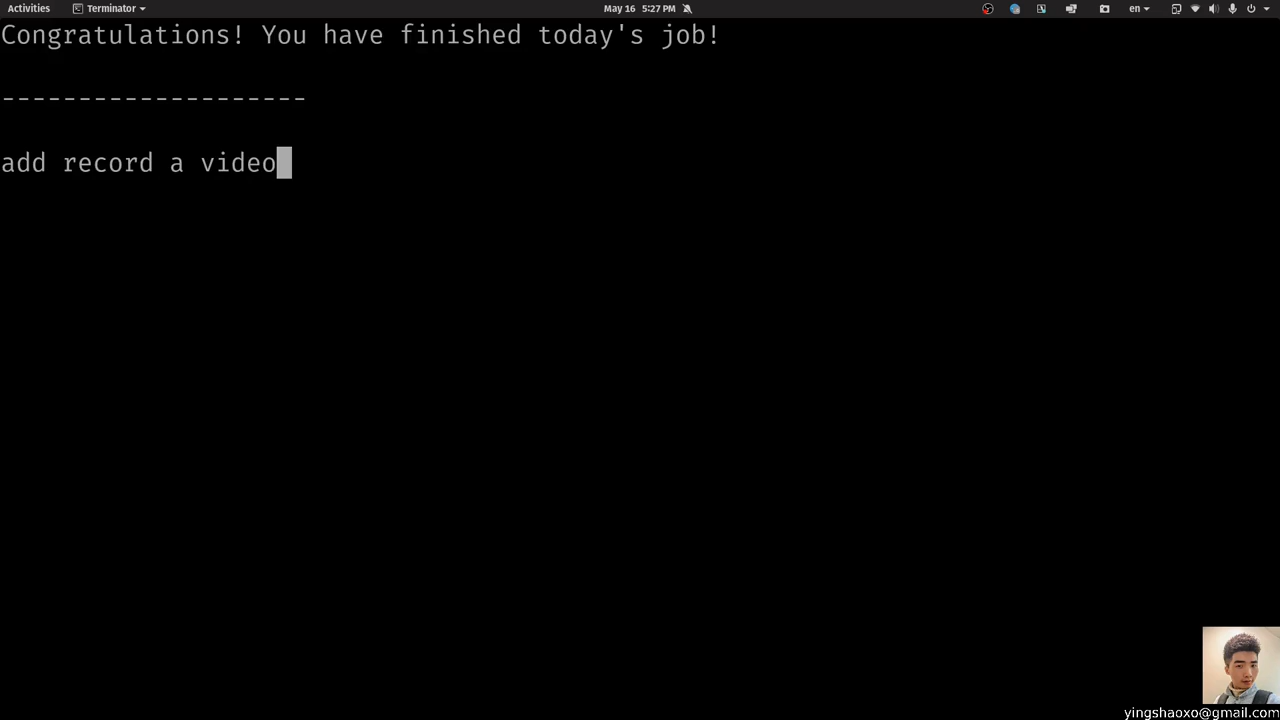 Activities Terminator May 16 5:27 PM en
Congratulations! You have finished today's job!
--------------------
add record a video
yingshaoxo@gmail.com